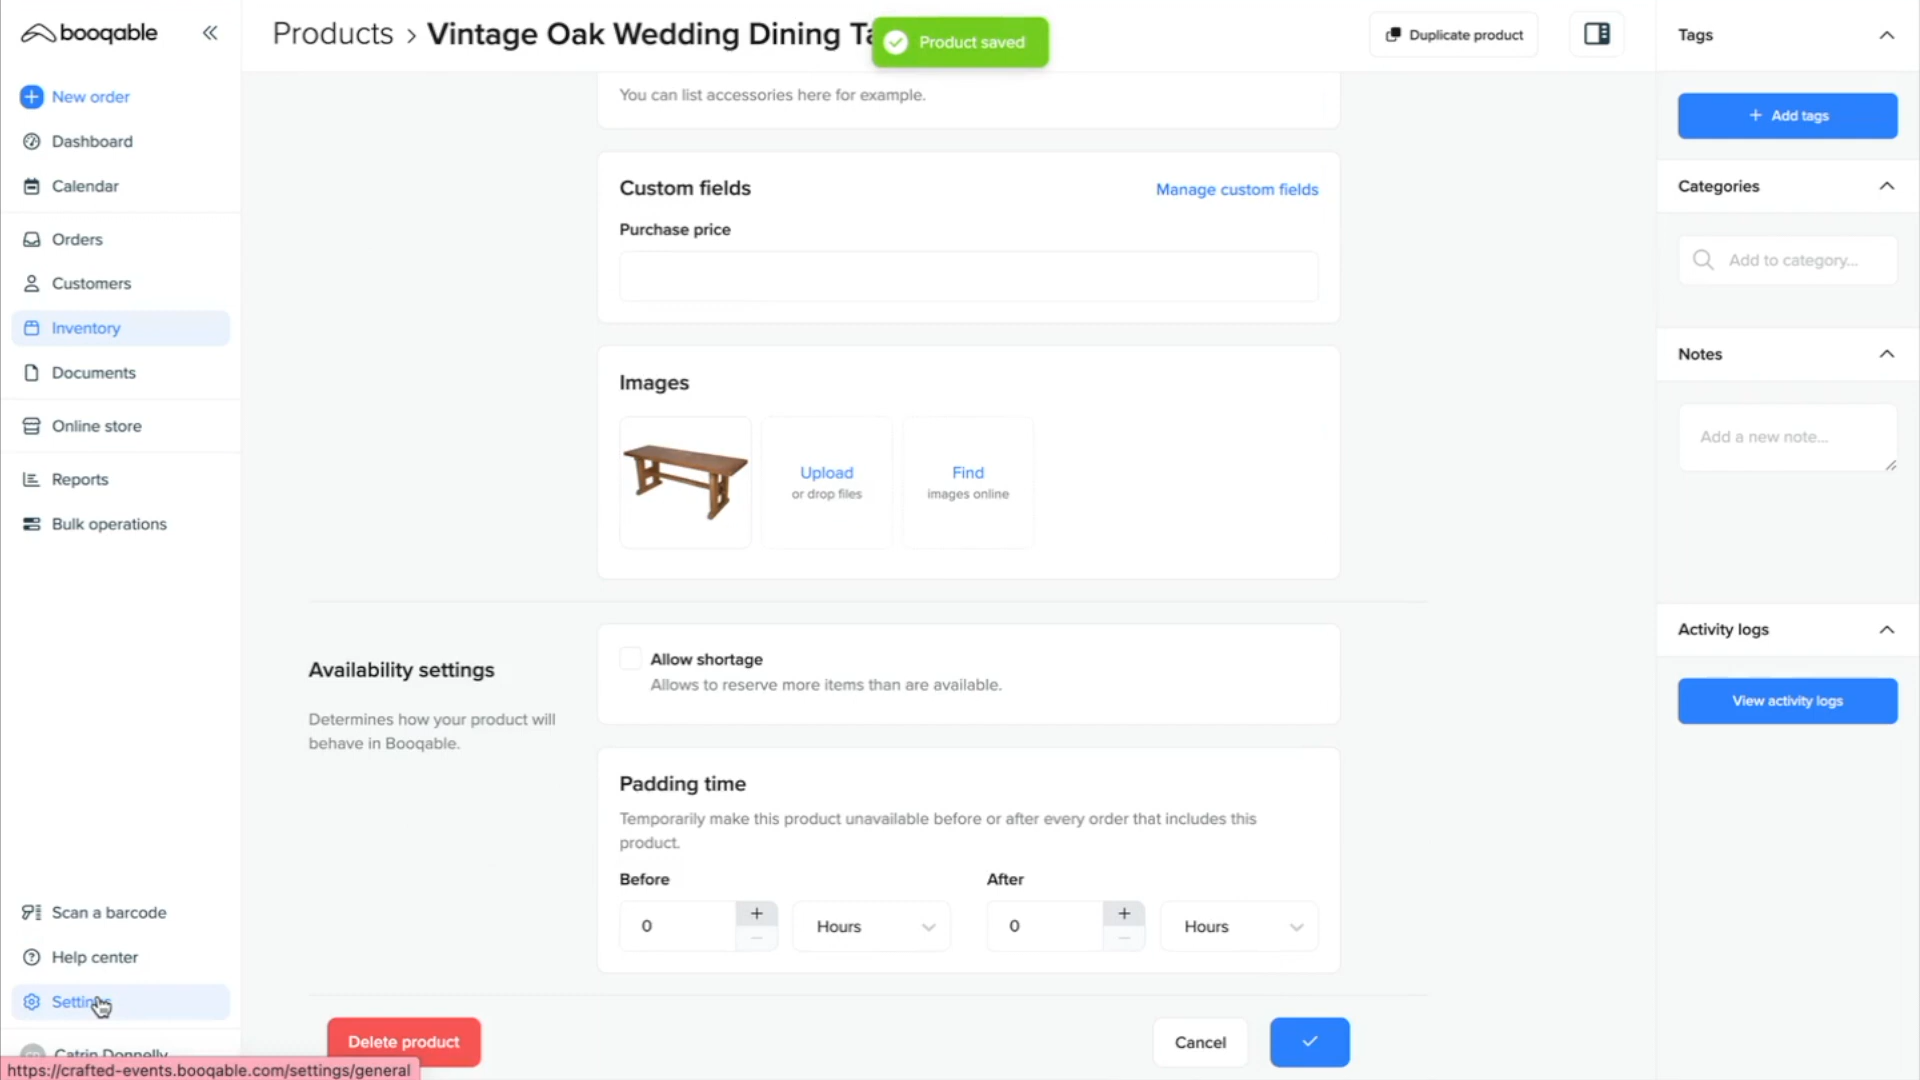 booqable
New order
Dashboard
Calendar
Orders
Customers
Inventory
Documents
Online store
Reports
Bulk operations
Scan a barcode
Help center
Settings
Catrin Donnelly
https://crafted-events.booqable.com/settings/general
Products › Vintage Oak Wedding Dining Ta
Product saved
Duplicate product
You can list accessories here for example.
Custom fields
Manage custom fields
Purchase price
Images
Upload
or drop files
Find
images online
Availability settings
Determines how your product will
behave in Booqable.
Allow shortage
Allows to reserve more items than are available.
Padding time
Temporarily make this product unavailable before or after every order that includes this
product.
Before
After
0 + − Hours
0 + − Hours
Delete product
Cancel
Tags
+ Add tags
Categories
Add to category...
Notes
Add a new note...
Activity logs
View activity logs